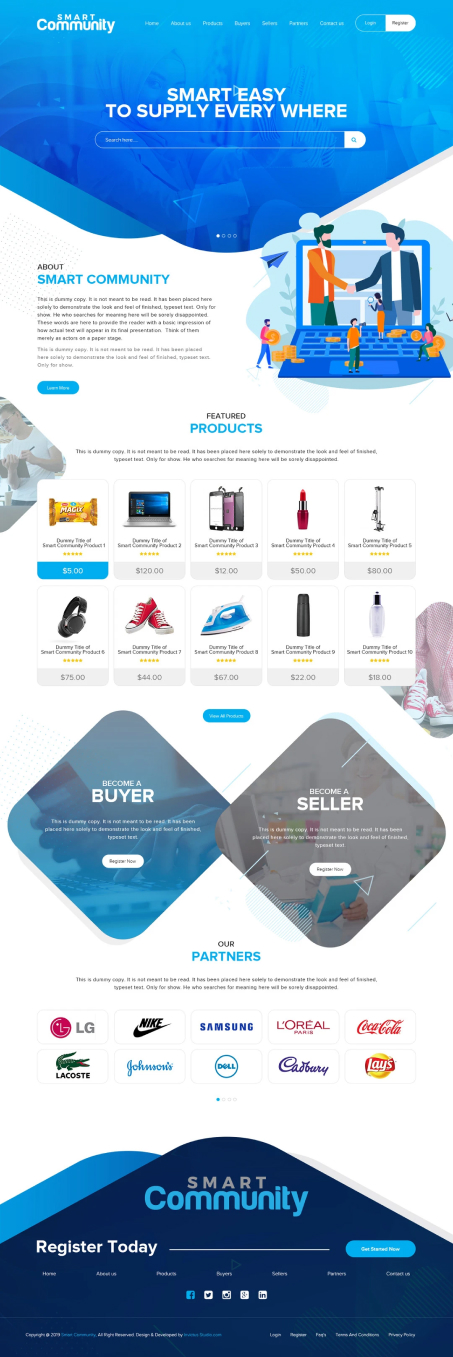 SMART
Community
Home About us Products Buyers Sellers Partners Contact us Login Register
SMART EASY
TO SUPPLY EVERY WHERE
Search here...
ABOUT
SMART COMMUNITY
This is dummy copy. It is not meant to be read. It has been placed here
solely to demonstrate the look and feel of finished, typeset text. Only for
show. He who searches for meaning here will be sorely disappointed.
These words are here to provide the reader with a basic impression of
how actual text will appear in its final presentation. Think of them
merely as actors on a paper stage.
This is dummy copy. It is not meant to be read. It has been placed
here solely to demonstrate the look and feel of finished, typeset text.
Only for show.
Learn More
FEATURED
PRODUCTS
This is dummy copy. It is not meant to be read. It has been placed here solely to demonstrate the look and feel of finished,
typeset text. Only for show. He who searches for meaning here will be sorely disappointed.
MAGIX
Dummy Title of
Smart Community Product 1
$5.00
Dummy Title of
Smart Community Product 2
$120.00
Dummy Title of
Smart Community Product 3
$12.00
Dummy Title of
Smart Community Product 4
$50.00
Dummy Title of
Smart Community Product 5
$80.00
Dummy Title of
Smart Community Product 6
$75.00
Dummy Title of
Smart Community Product 7
$44.00
Dummy Title of
Smart Community Product 8
$67.00
Dummy Title of
Smart Community Product 9
$22.00
Dummy Title of
Smart Community Product 10
$18.00
View All Products
BECOME A
BUYER
This is dummy copy. It is not meant to be read. It has been
placed here solely to demonstrate the look and feel of finished,
typeset text.
Register Now
BECOME A
SELLER
This is dummy copy. It is not meant to be read. It has been
placed here solely to demonstrate the look and feel of finished,
typeset text
Register Now
OUR
PARTNERS
This is dummy copy. It is not meant to be read. It has been placed here solely to demonstrate the look and feel of finished,
typeset text. Only for show. He who searches for meaning here will be sorely disappointed.
LG
NIKE
SAMSUNG
L'ORÉAL
PARIS
Coca-Cola
LACOSTE
Johnson's
DELL
Cadbury
Lay's
SMART
Community
Register Today
Get Started Now
Home About us Products Buyers Sellers Partners Contact us
Copyright @ 2019 Smart Community, All Right Reserved. Design & Developed by
Login Register Faq's Terms And Conditions Privacy Policy